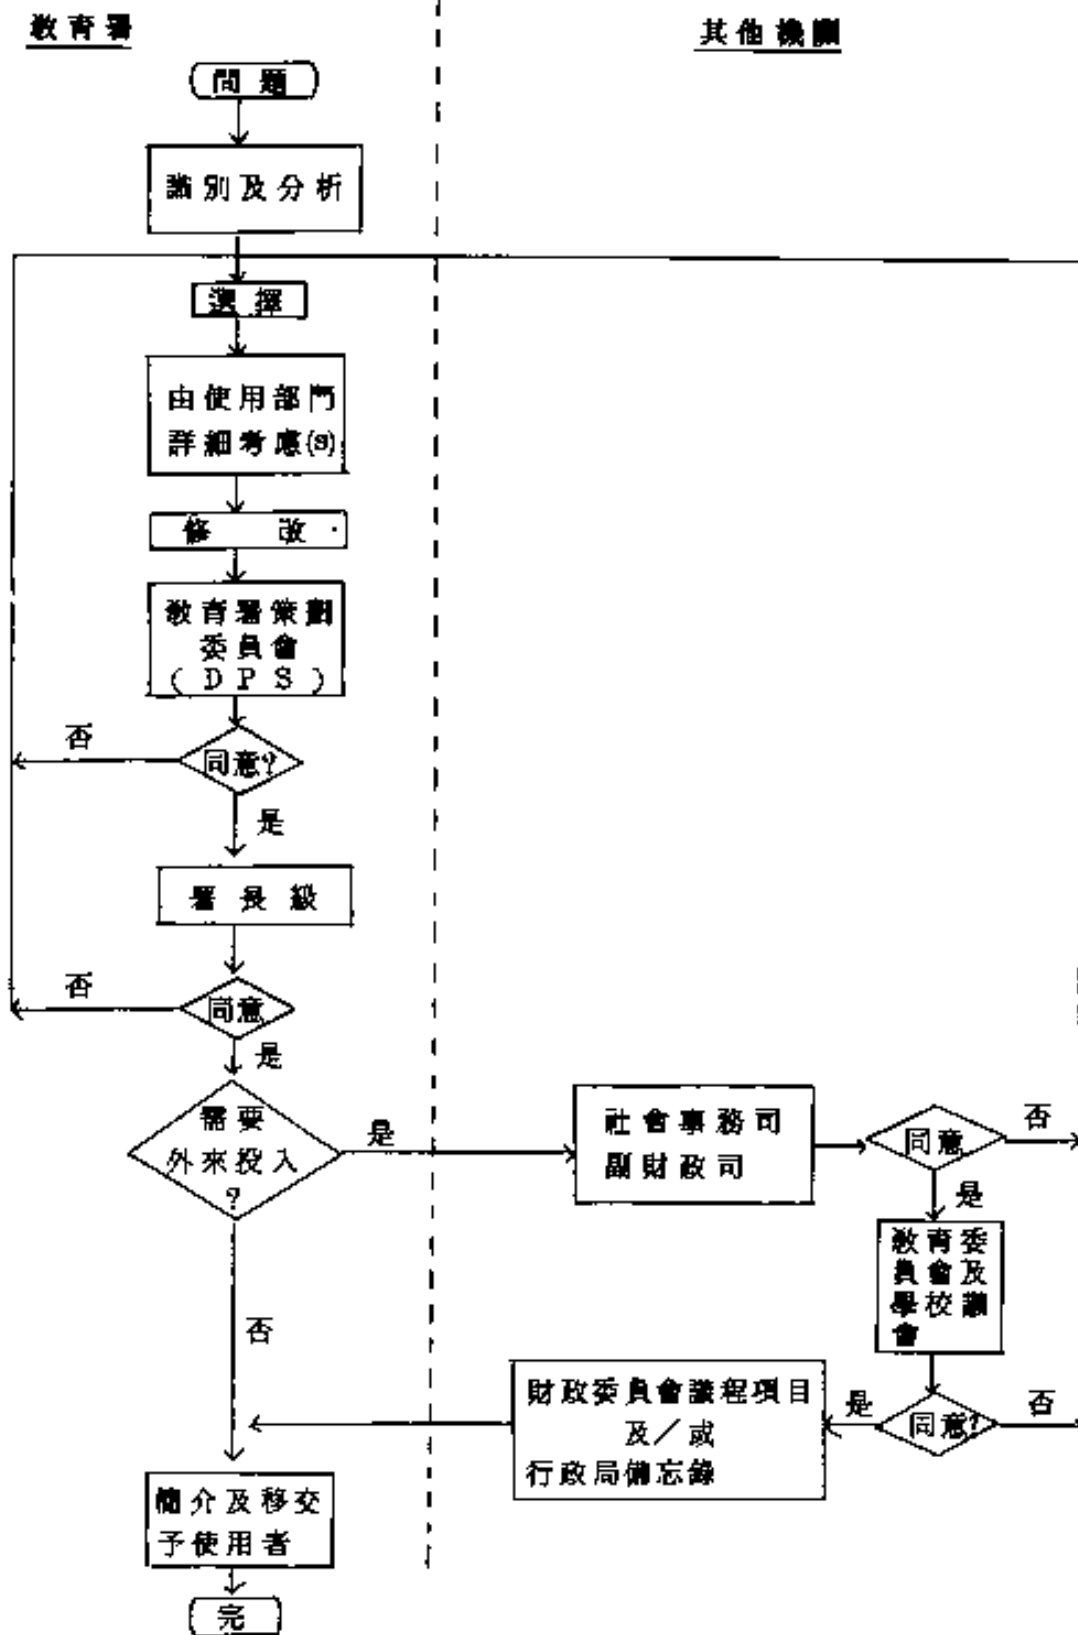 教育署
其他機關
問題
識別及分析
選擇
由使用部門
詳細考慮(s)
修改
教育署策劃
委員會
(DPS)
否
同意?
是
署長級
否
同意
是
需要
外來投入
?
是
社會事務司
副財政司
同意
否
是
教育委
員會及
學校議
會
否
財政委員會議程項目
及/或
行政局備忘錄
是
同意?
否
簡介及移交
予使用者
完